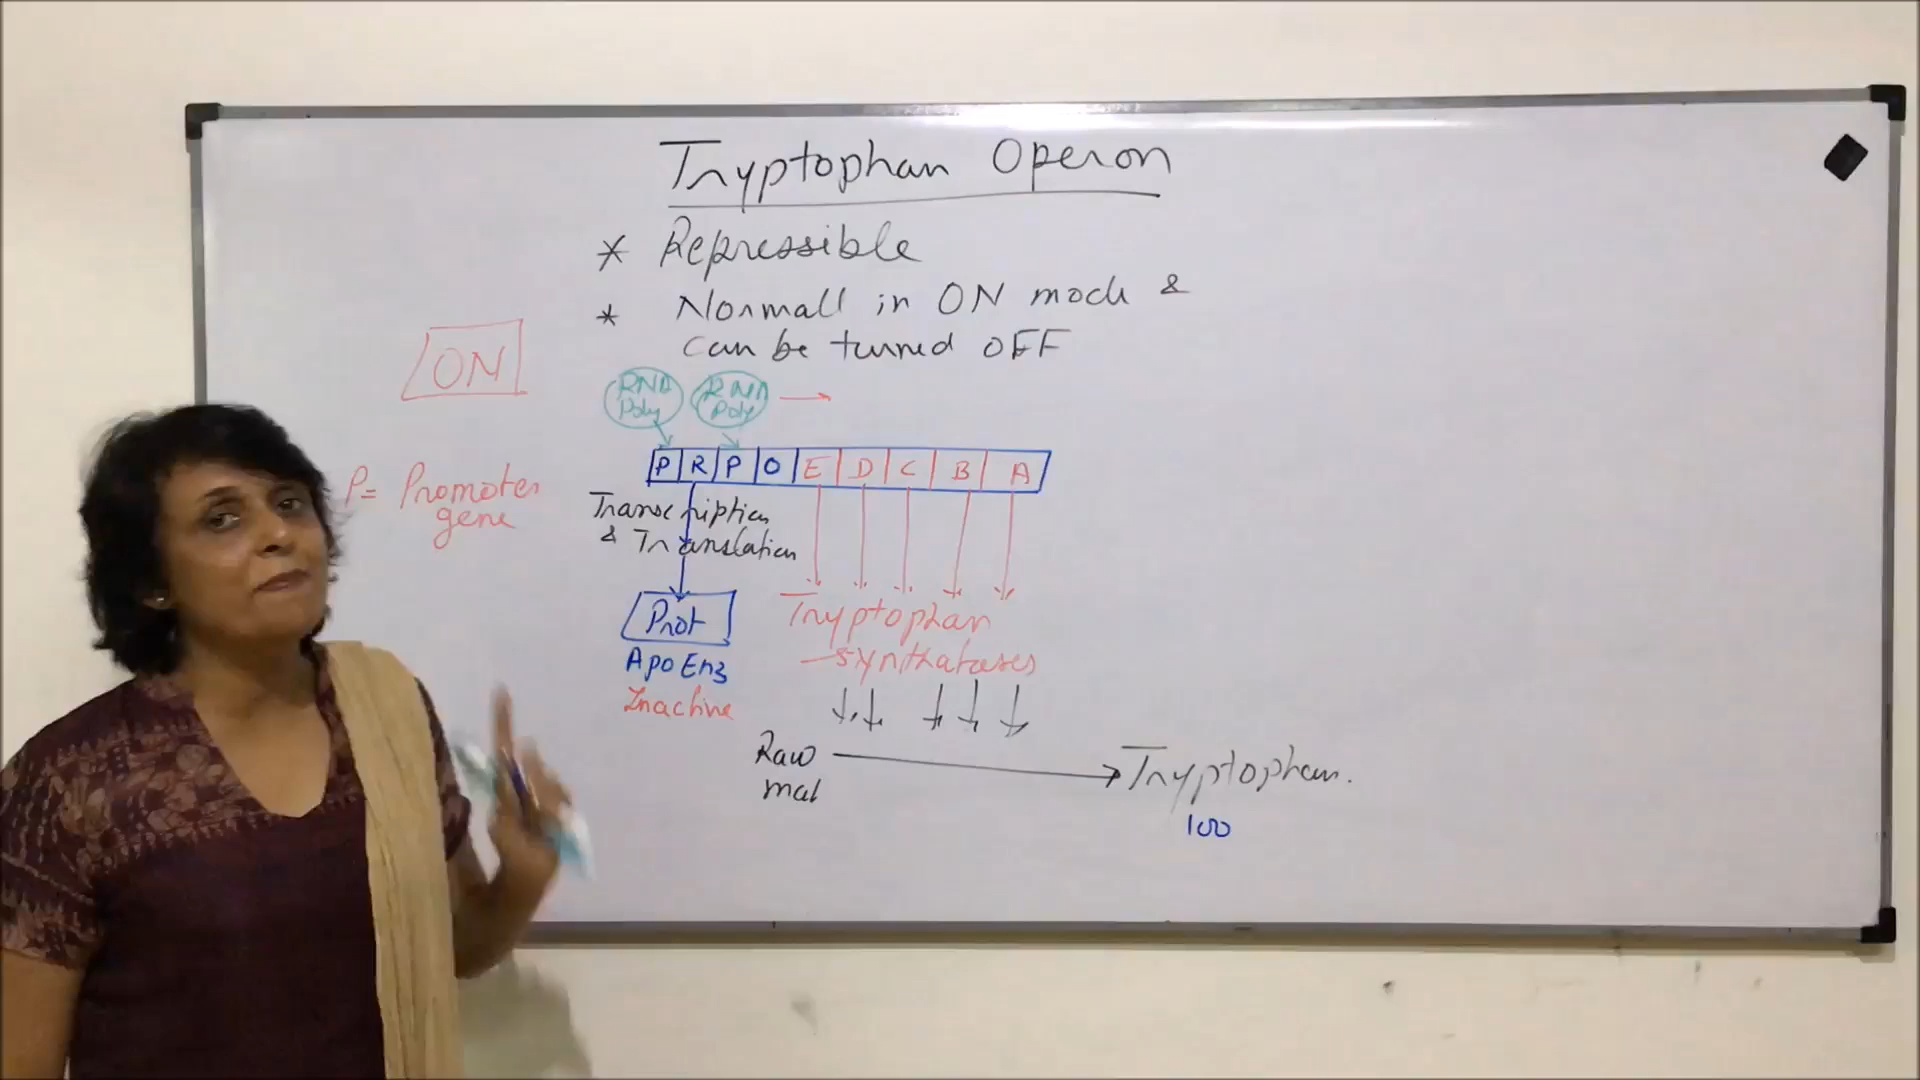 Tryptophan Operon
* Repressible
* Normall in ON mode &
can be turned OFF
ON
RNA Poly
RNA Poly
P R P O E D C B A
P = Promoter
gene
Transcription
& Translation
Prot
Apo Enz
Inactive
Tryptophan
synthatases
Raw
mat
Tryptophan.
100